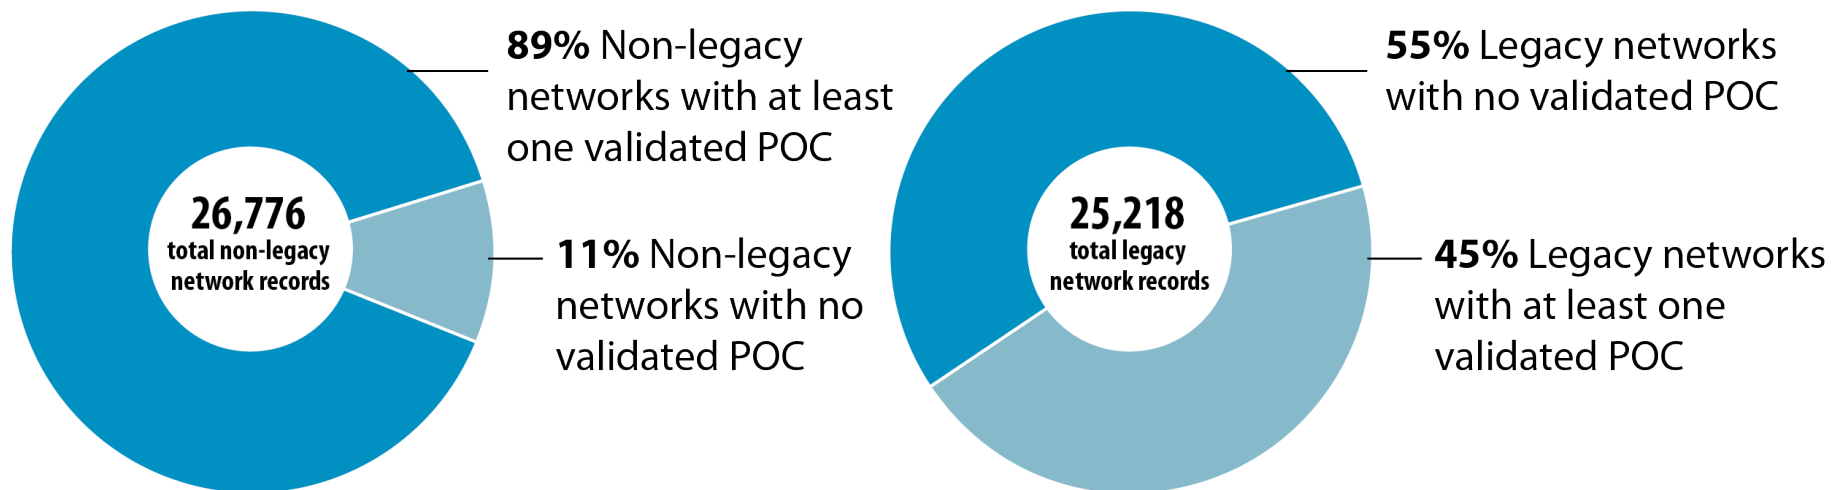 89% Non-legacy
networks with at least
one validated POC
26,776
total non-legacy
network records
11% Non-legacy
networks with no
validated POC
55% Legacy networks
with no validated POC
25,218
total legacy
network records
45% Legacy networks
with at least one
validated POC